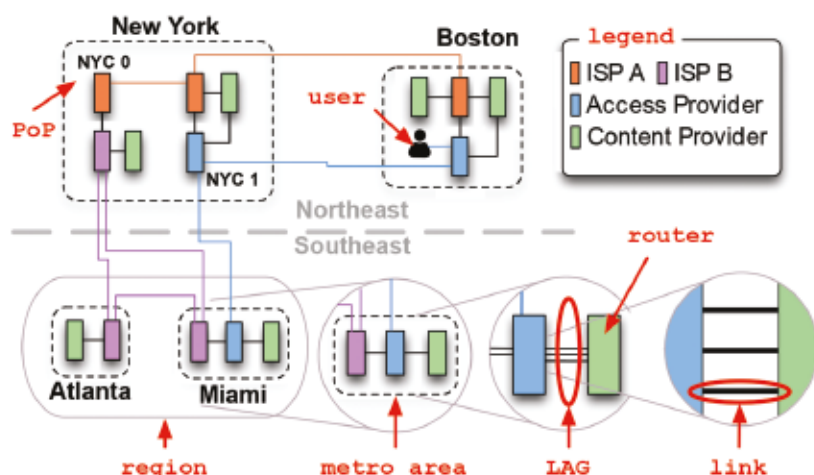 New York
Boston
legend
NYC 0
ISP A
ISP B
user
Access Provider
PoP
Content Provider
NYC 1
Northeast
Southeast
router
Atlanta
Miami
region
metro area
LAG
link